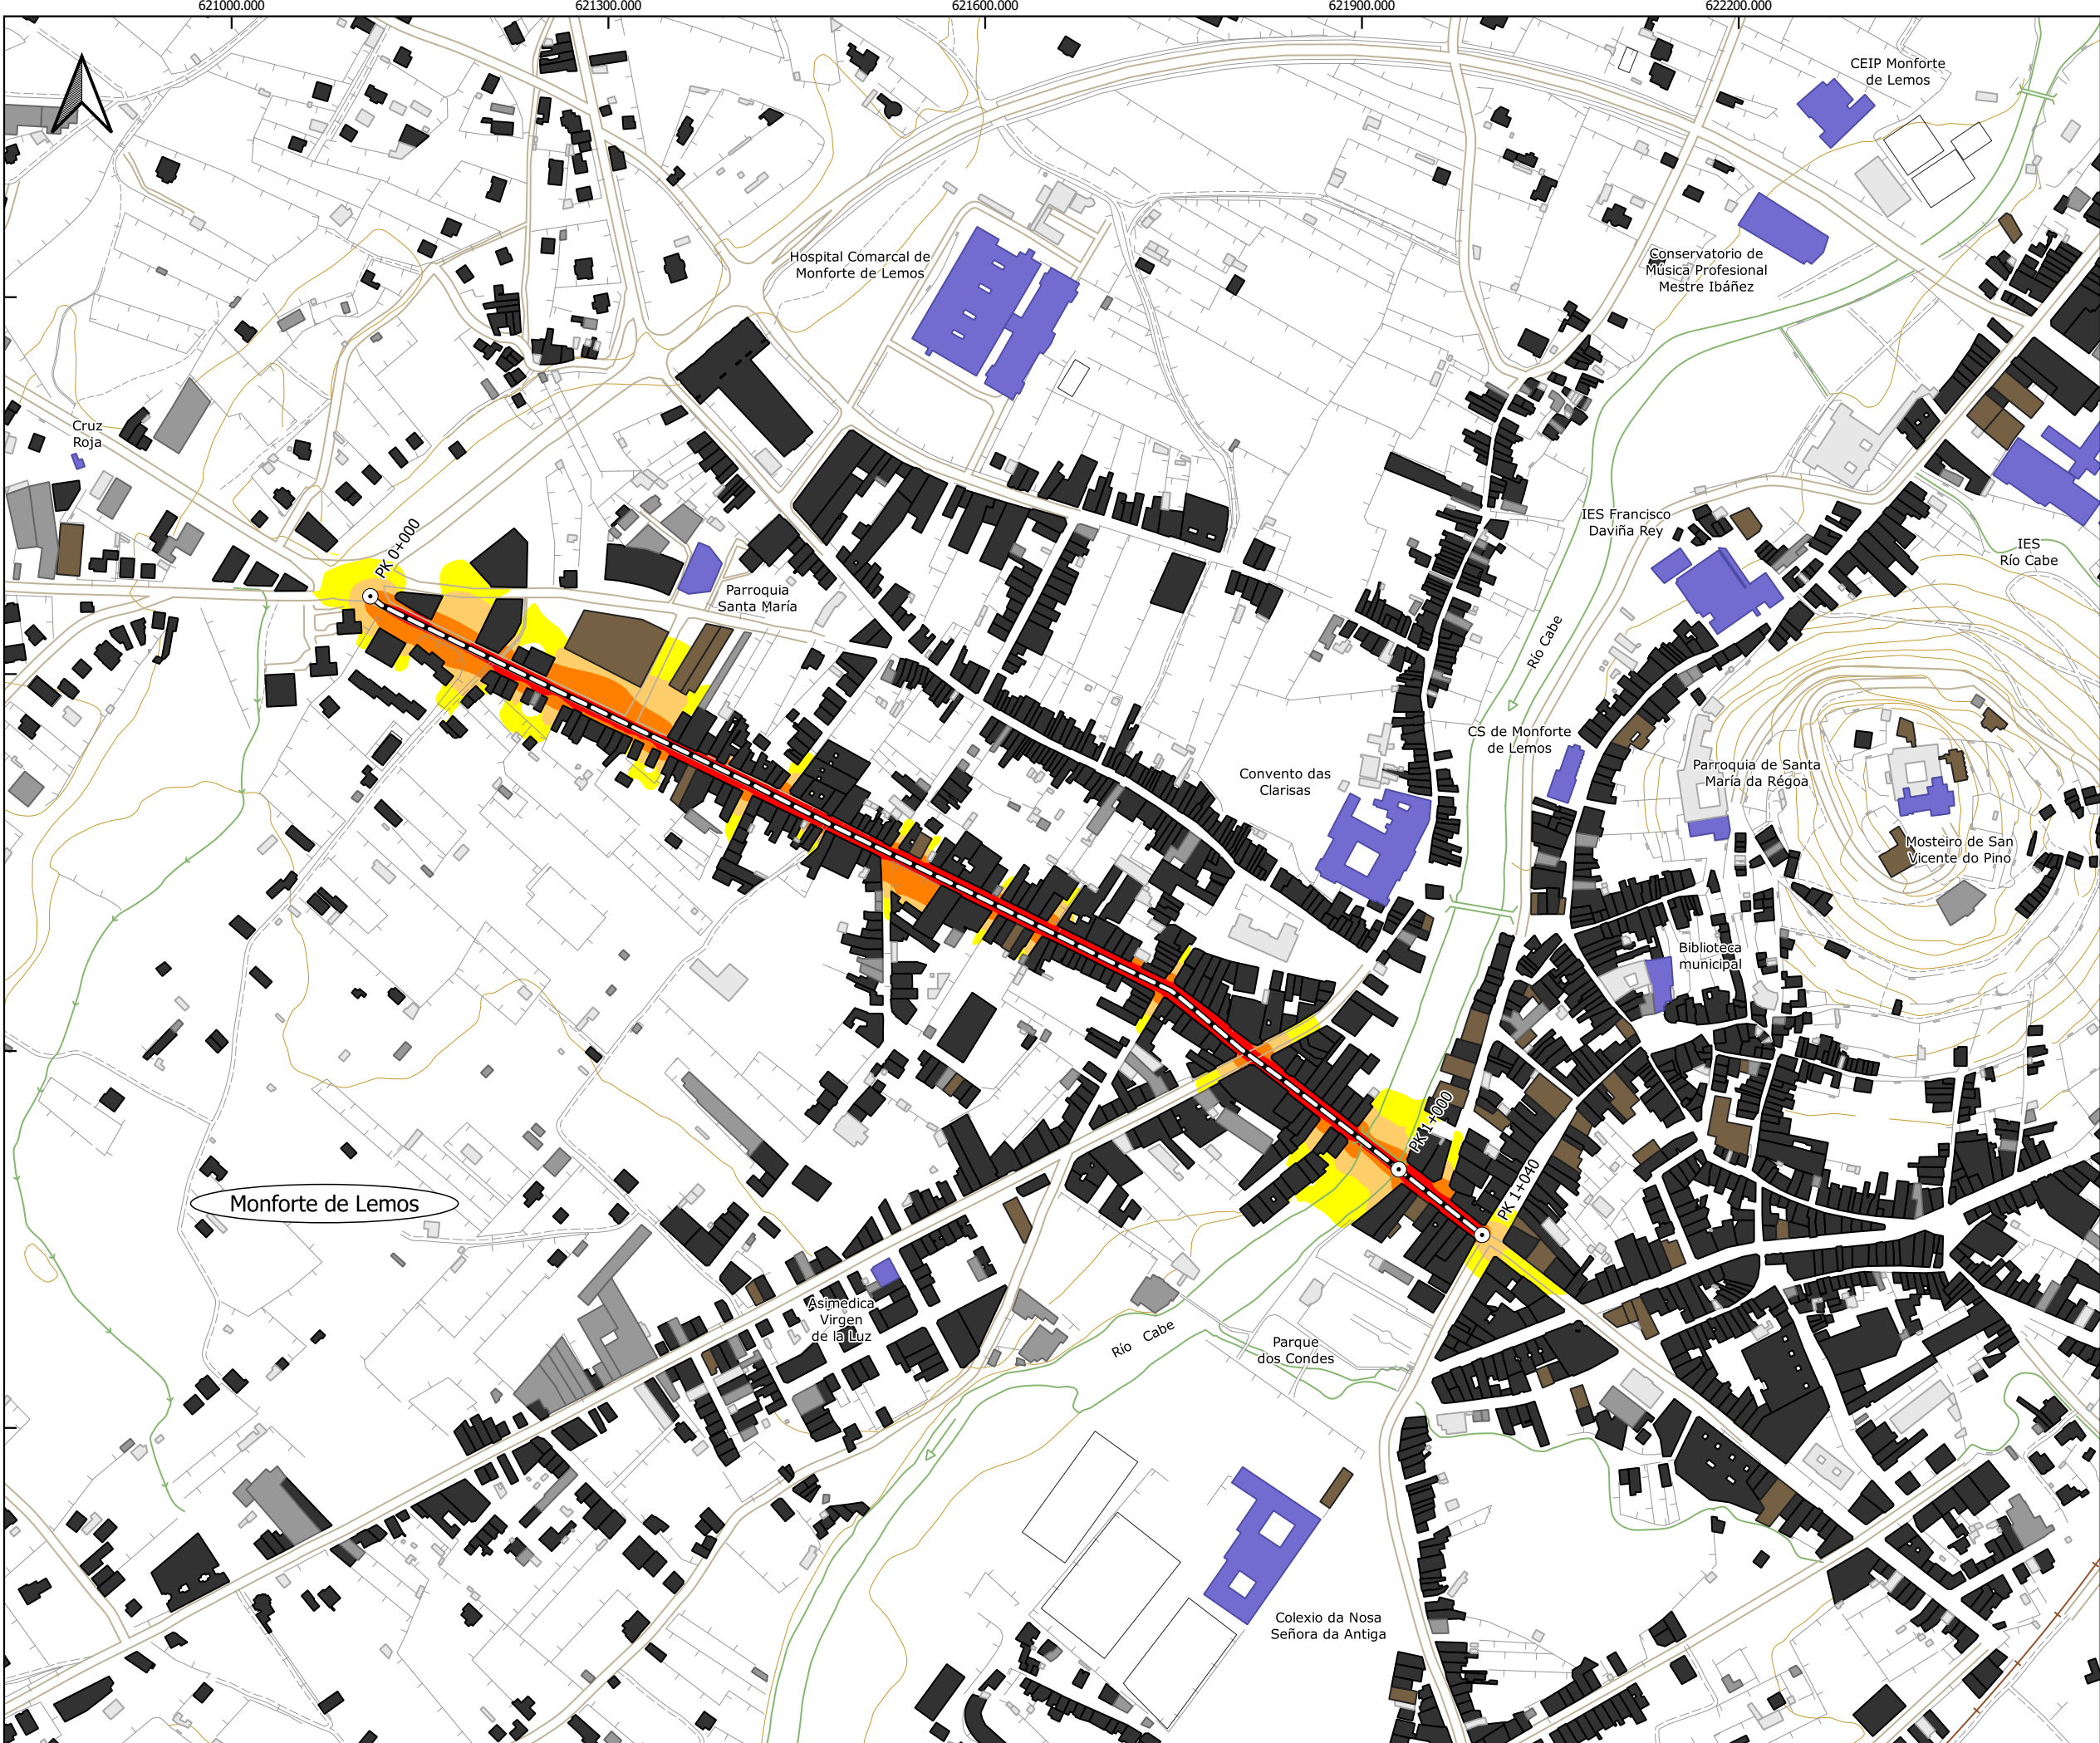 621000.000
621300.000
621600.000
621900.000
622200.000
CEIP Monforte
de Lemos
Hospital Comarcal de
Monforte de Lemos
Conservatorio de
Música Profesional
Mestre Ibáñez
Cruz
Roja
PK 0+000
IES Francisco
Daviña Rey
IES
Río Cabe
Parroquia
Santa María
Río Cabe
CS de Monforte
de Lemos
Parroquia de Santa
María da Régoa
Convento das
Clarisas
Mosteiro de San
Vicente do Pino
Biblioteca
municipal
PK 1+000
PK 1+040
Monforte de Lemos
Asimedica
Virgen
de la Luz
Río Cabe
Parque
dos Condes
Colexio da Nosa
Señora da Antiga